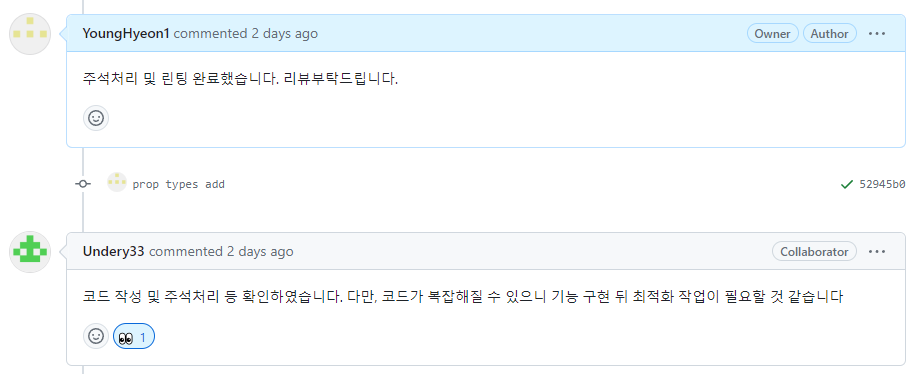 YoungHyeon1 commented 2 days ago Owner Author
주석처리 및 린팅 완료했습니다. 리뷰부탁드립니다.
prop types add 52945b0
Undery33 commented 2 days ago Collaborator
코드 작성 및 주석처리 등 확인하였습니다. 다만, 코드가 복잡해질 수 있으니 기능 구현 뒤 최적화 작업이 필요할 것 같습니다
👀 1